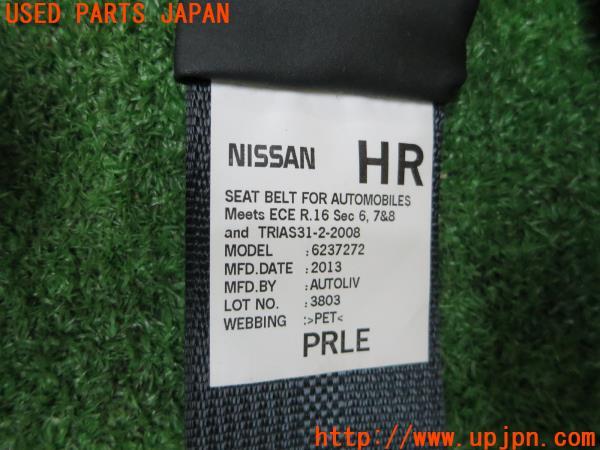 USED PARTS JAPAN
NISSAN HR
SEAT BELT FOR AUTOMOBILES
Meets ECE R.16 Sec 6, 7&8
and TRIAS31-2-2008
MODEL :6237272
MFD.DATE :2013
MFD.BY :AUTOLIV
LOT NO. :3803
WEBBING :>PET<
PRLE
http://www.upjpn.com/